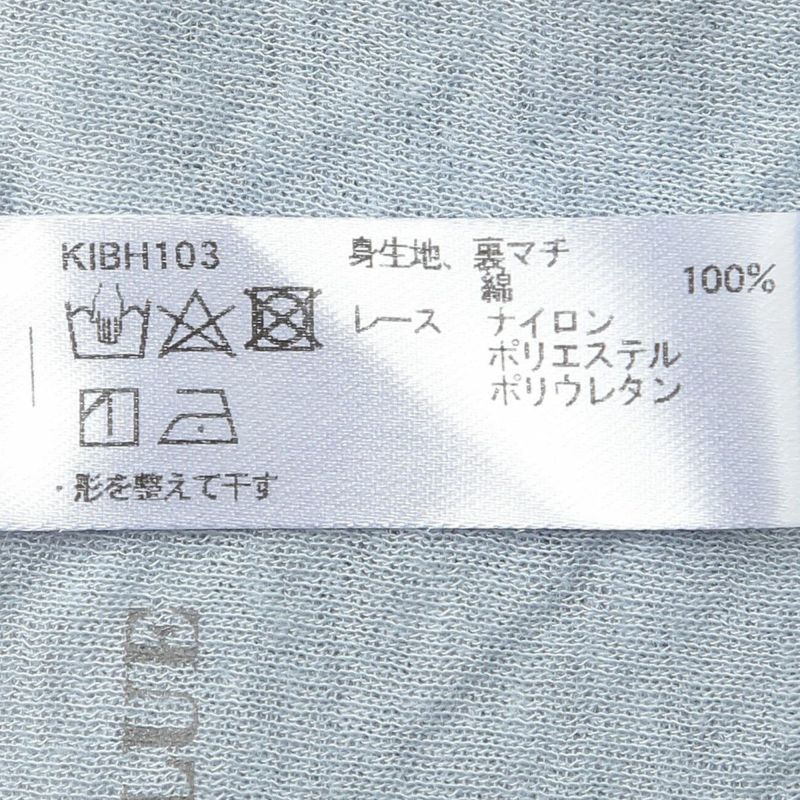 KIBH103
身生地、裏マチ
綿 100%
レース ナイロン
ポリエステル
ポリウレタン
・形を整えて干す
LUE